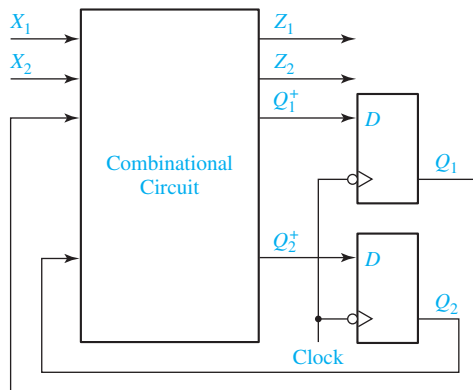 X₁
X₂
Z₁
Z₂
Q₁⁺
D
Q₁
Combinational
Circuit
Q₂⁺
D
Q₂
Clock